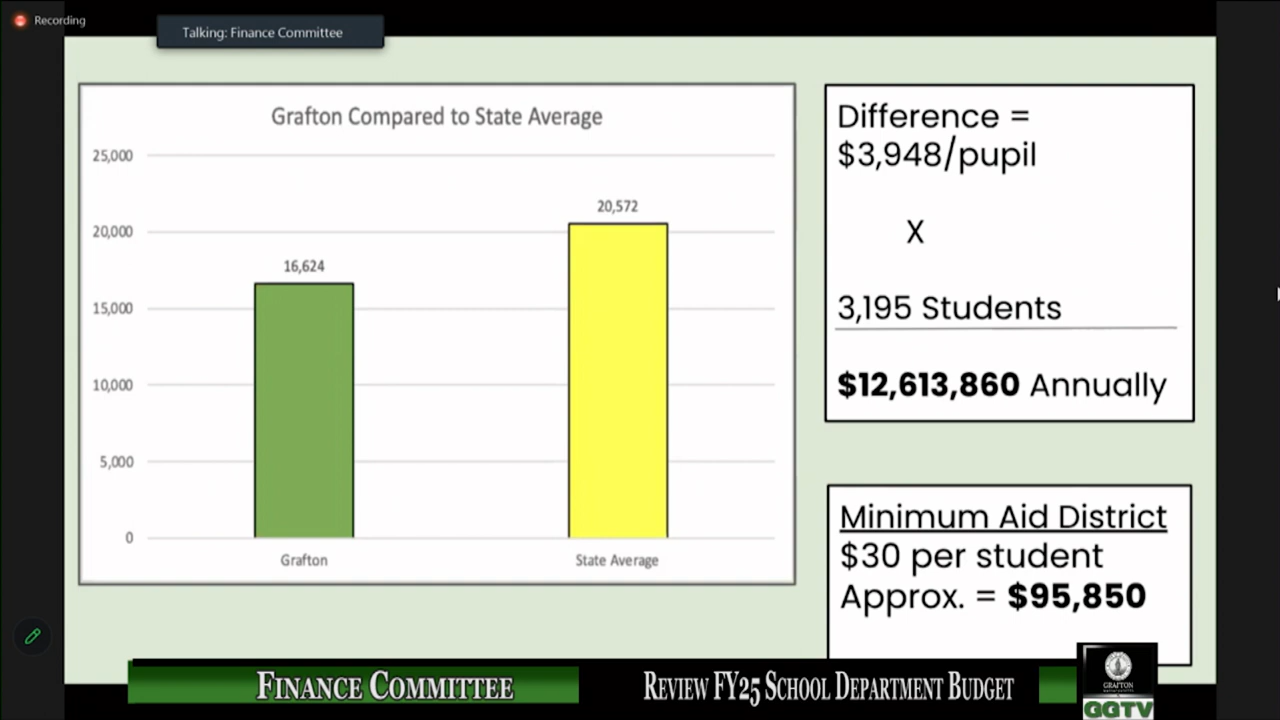 Recording
Talking: Finance Committee
Grafton Compared to State Average
25,000
20,000
15,000
10,000
5,000
0
16,624
20,572
Grafton
State Average
Difference =
$3,948/pupil
X
3,195 Students
$12,613,860 Annually
Minimum Aid District
$30 per student
Approx. = $95,850
FINANCE COMMITTEE
REVIEW FY25 SCHOOL DEPARTMENT BUDGET
GRAFTON
GGTV